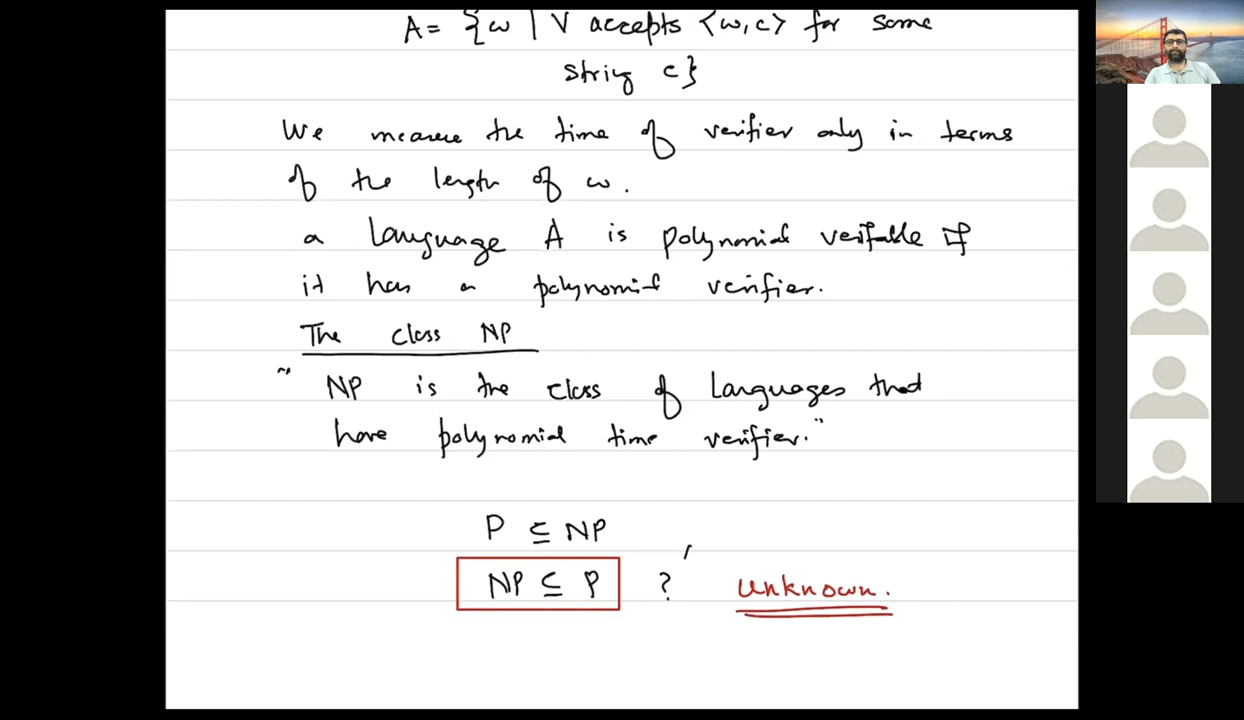 A = {w | V accepts <w, c> for some
string c}
We measure the time of verifier only in terms
of the length of w.
a Language A is polynomial verifable if
it has a polynomial verifier.
The Class NP
" NP is the class of Languages that
have polynomial time verifier."
P ⊆ NP
NP ⊆ P ? Unknown.